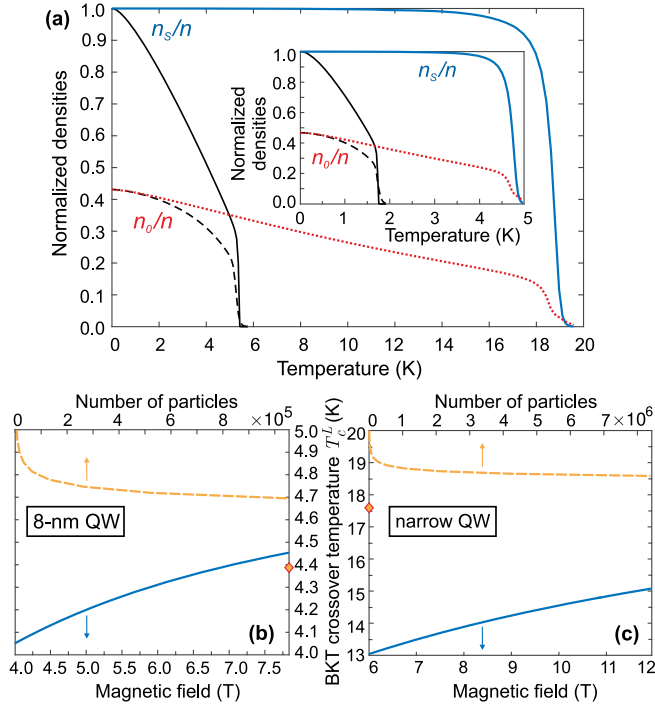 (a)
n_S/n
n_0/n
Normalized densities
1.0
0.9
0.8
0.7
0.6
0.5
0.4
0.3
0.2
0.1
0.0
0 2 4 6 8 10 12 14 16 18 20
Temperature (K)
n_S/n
n_0/n
Normalized
densities
1.0
0.8
0.6
0.4
0.2
0.0
0 1 2 3 4 5
Temperature (K)
Number of particles
0 2 4 6 8 ×10^5
5.0
4.9
4.8
4.7
4.6
4.5
4.4
4.3
4.2
4.1
4.0
8-nm QW
(b)
4.0 4.5 5.0 5.5 6.0 6.5 7.0 7.5
Magnetic field (T)
BKT crossover temperature T_c^L (K)
Number of particles
0 1 2 3 4 5 6 7 ×10^6
20
19
18
17
16
15
14
13
narrow QW
(c)
6 7 8 9 10 11 12
Magnetic field (T)